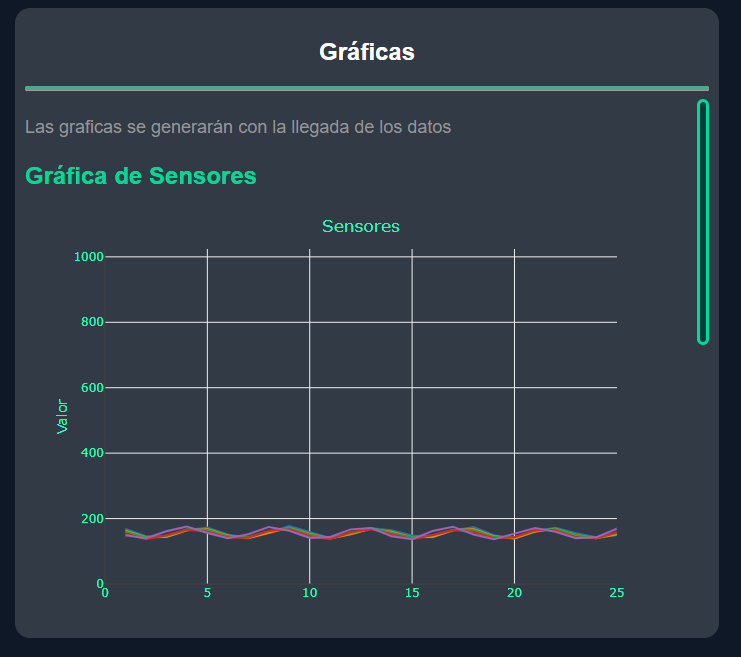 Gráficas
Las graficas se generarán con la llegada de los datos
Gráfica de Sensores
Sensores
1000
800
600
400
200
0
Valor
0 5 10 15 20 25